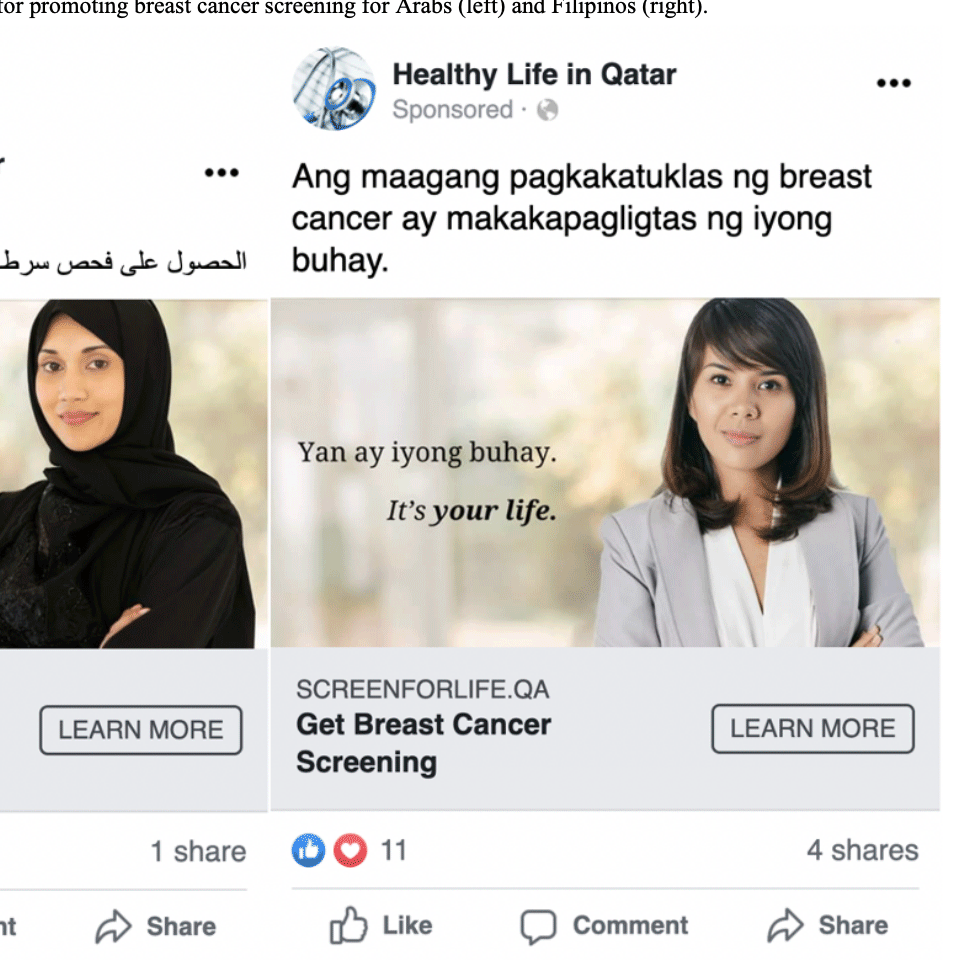 for promoting breast cancer screening for Arabs (left) and Filipinos (right).
الحصول على فحص
LEARN MORE
1 share
Share
Healthy Life in Qatar
Sponsored ·
Ang maagang pagkakatuklas ng breast
cancer ay makakapagligtas ng iyong
buhay.
Yan ay iyong buhay.
It's your life.
SCREENFORLIFE.QA
Get Breast Cancer
Screening
LEARN MORE
11
4 shares
Like
Comment
Share